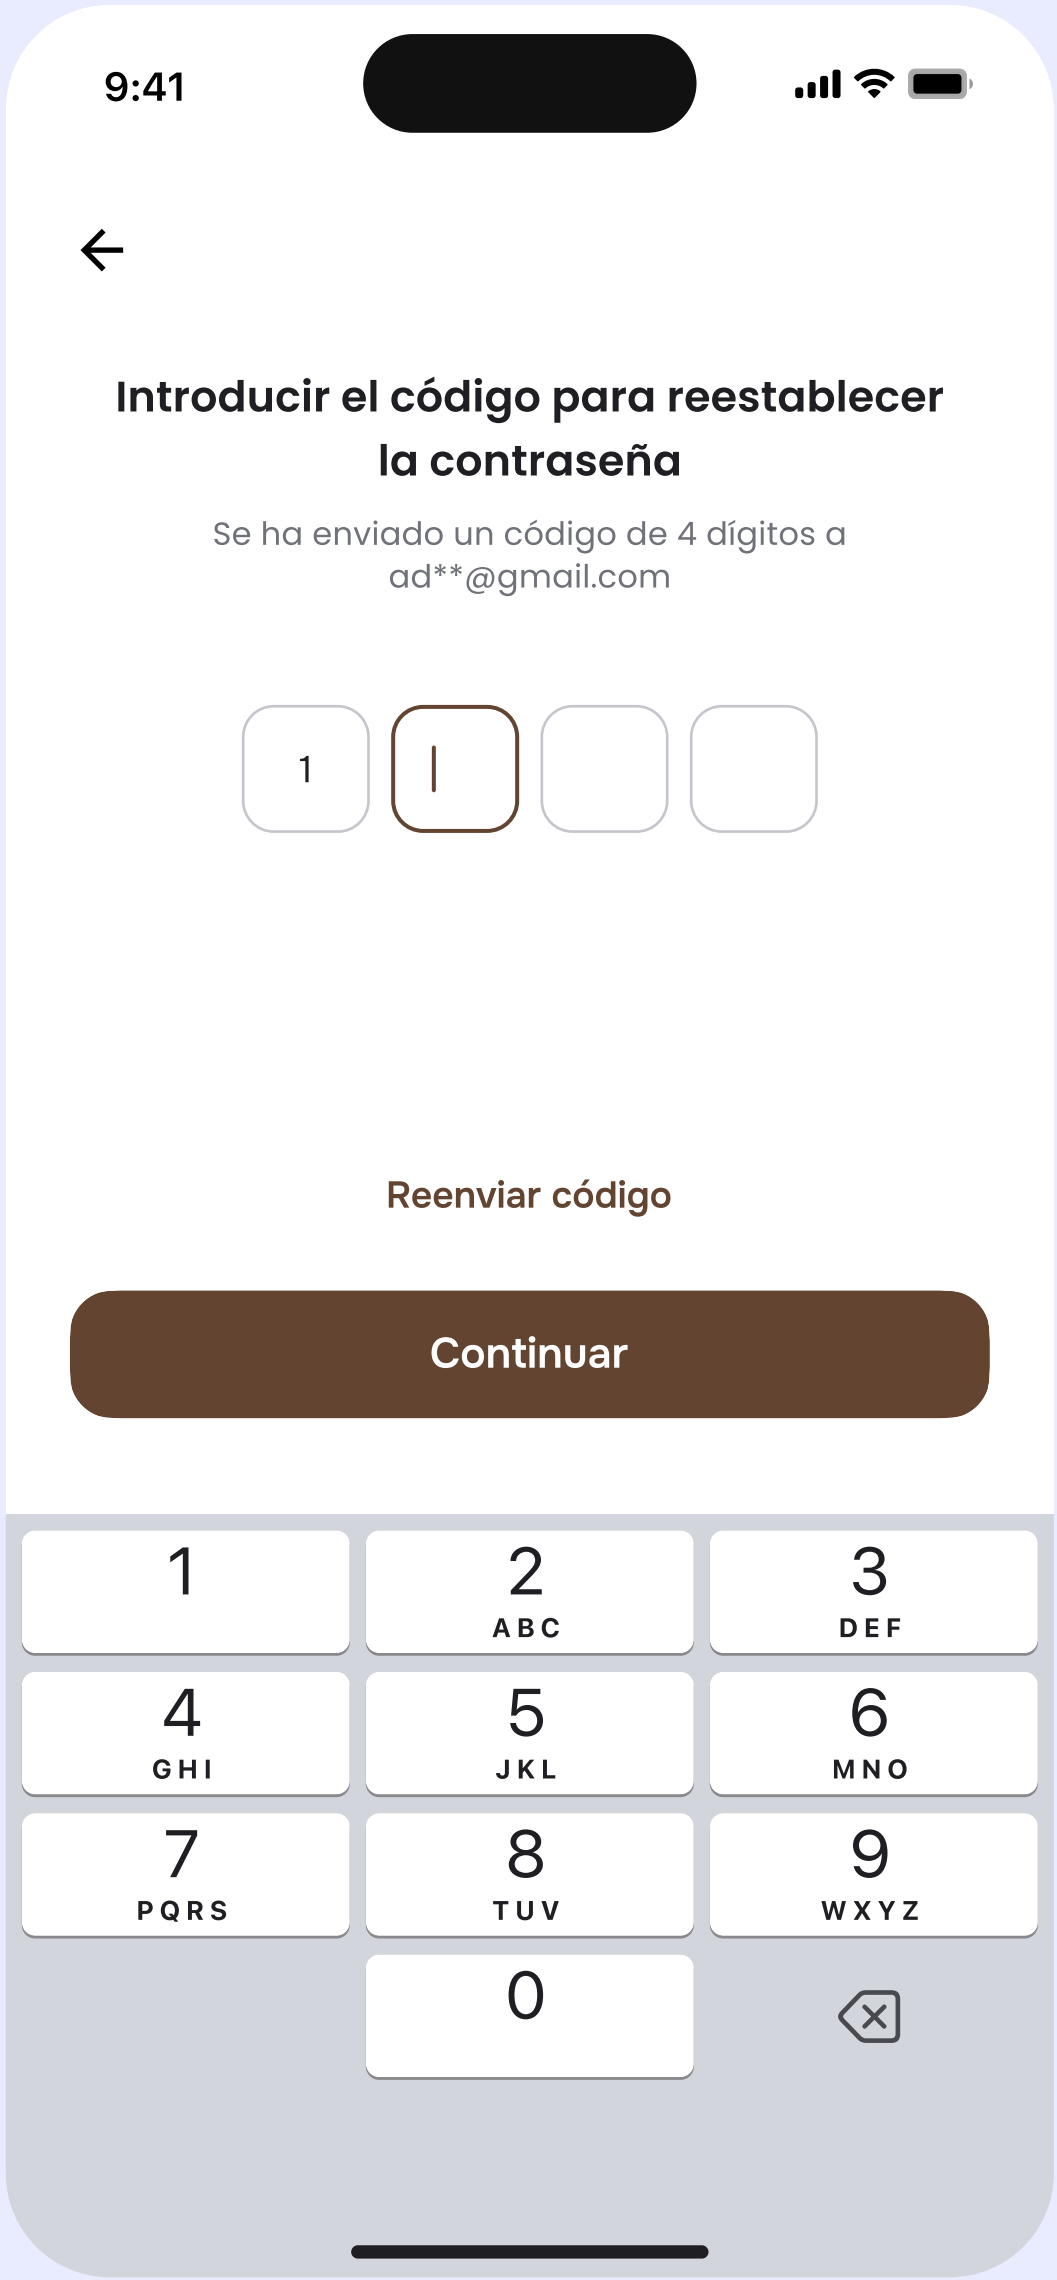 9:41
Introducir el código para reestablecer
la contraseña
Se ha enviado un código de 4 dígitos a
ad**@gmail.com
1
Reenviar código
Continuar
1 2 3
ABC DEF
4 5 6
GHI JKL MNO
7 8 9
PQRS TUV WXYZ
0